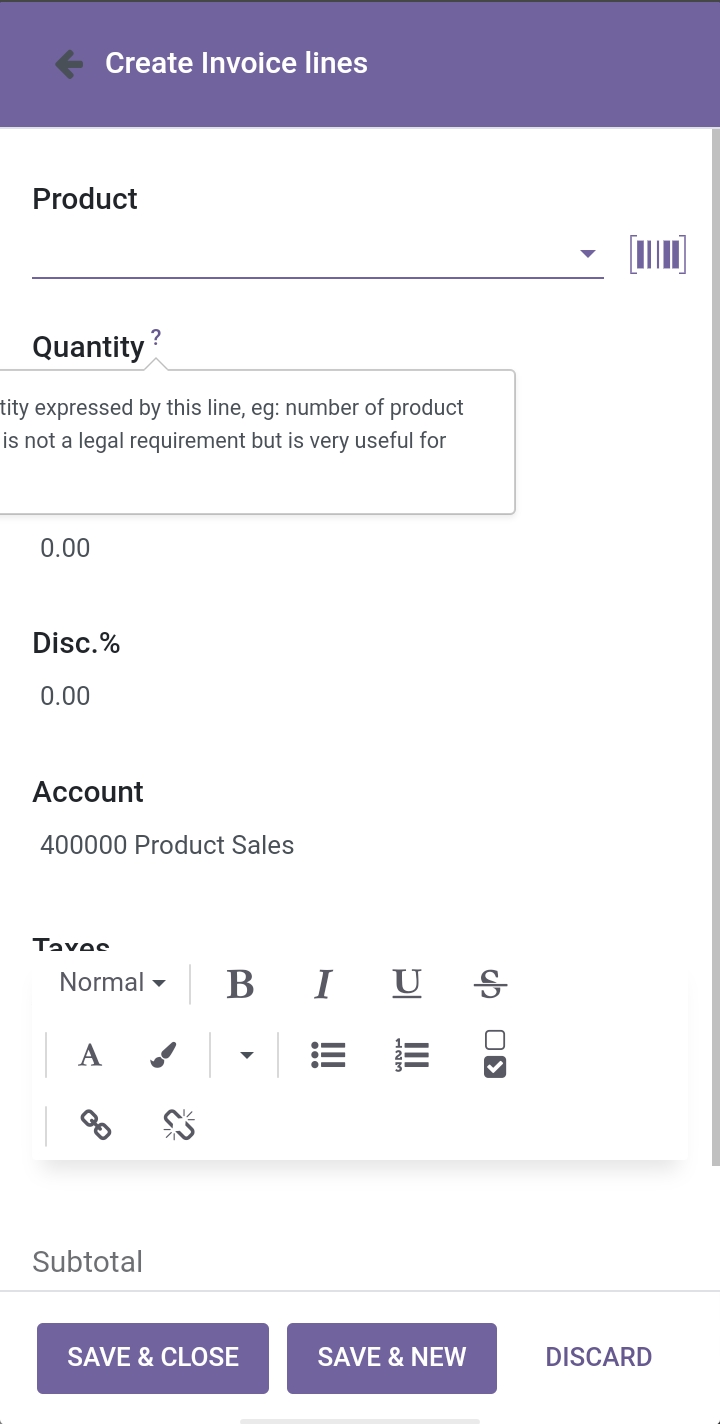 Create Invoice lines
Product
Quantity ?
tity expressed by this line, eg: number of product
is not a legal requirement but is very useful for
0.00
Disc.%
0.00
Account
400000 Product Sales
Taxes
Normal B I U S
A
Subtotal
SAVE & CLOSE SAVE & NEW DISCARD